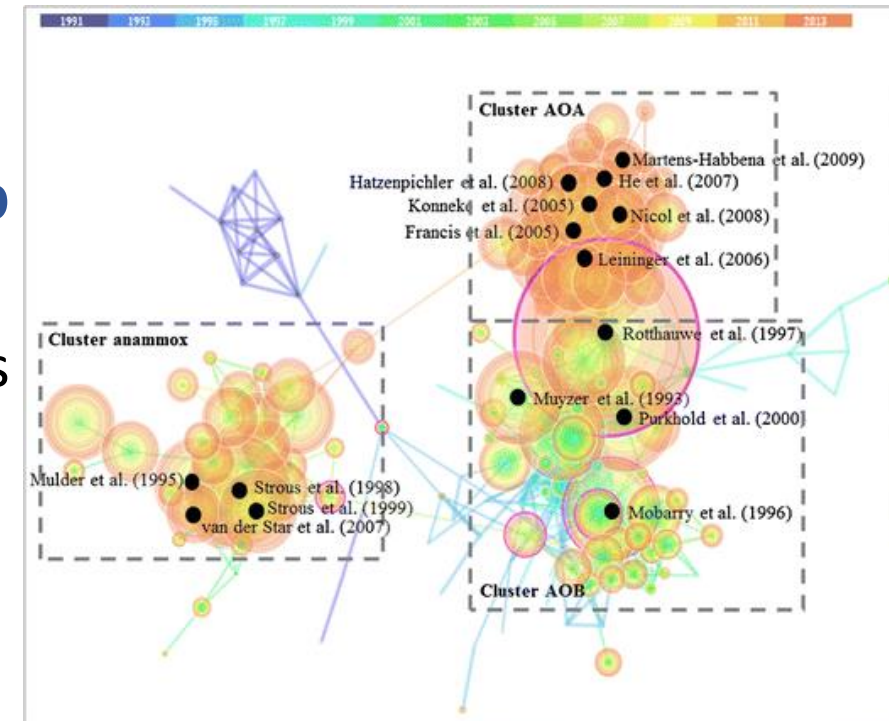 1991 1993 1995 1997 1999 2001 2003 2005 2007 2009 2011 2013
Cluster AOA
Martens-Habbena et al. (2009)
Hatzenpichler et al. (2008)
He et al. (2007)
Konneke et al. (2005)
Nicol et al. (2008)
Francis et al. (2005)
Leininger et al. (2006)
Cluster anammox
Rotthauwe et al. (1997)
Muyzer et al. (1993)
Purkhold et al. (2000)
Mulder et al. (1995)
Strous et al. (1998)
Strous et al. (1999)
van der Star et al. (2007)
Mobarry et al. (1996)
Cluster AOB